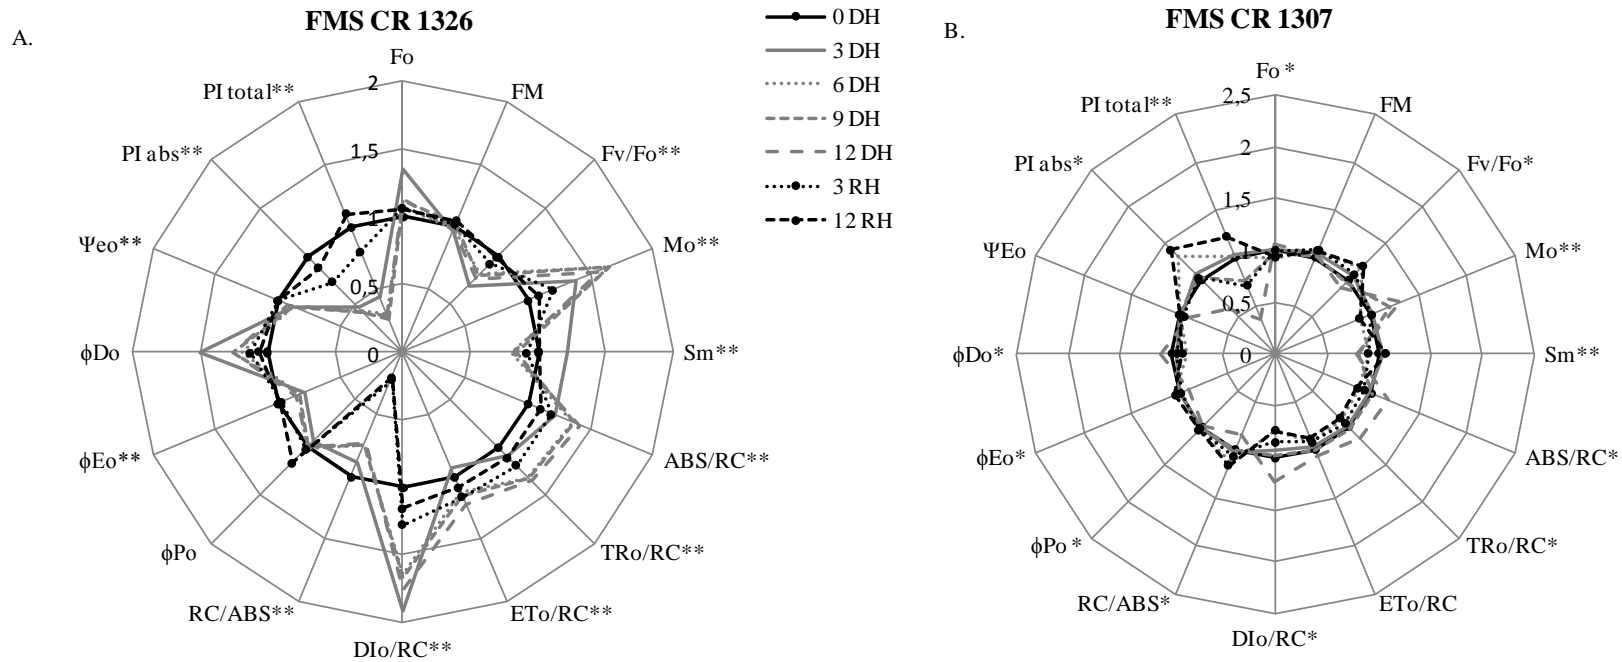 A.
FMS CR 1326
Fo
FM
Fv/Fo**
Mo**
Sm**
ABS/RC**
TRo/RC**
ETo/RC**
DIo/RC**
RC/ABS**
ϕPo
ϕEo**
ϕDo
Ψeo**
PI abs**
PI total**
2
1,5
1
0,5
0
0 DH
3 DH
6 DH
9 DH
12 DH
3 RH
12 RH
B.
FMS CR 1307
Fo *
FM
Fv/Fo*
Mo**
Sm**
ABS/RC*
TRo/RC*
ETo/RC
DIo/RC*
RC/ABS*
ϕPo *
ϕEo*
ϕDo*
ΨEo
PI abs*
PI total**
2,5
2
1,5
1
0,5
0